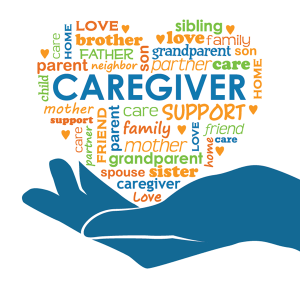 LOVE sibling
HOME brother love family
care FATHER son grandparent son
parent neighbor partner care
child CAREGIVER HOME
mother care SUPPORT
support parent
care FRIEND family LOVE friend
partner mother home care
grandparent
spouse sister
caregiver
Love